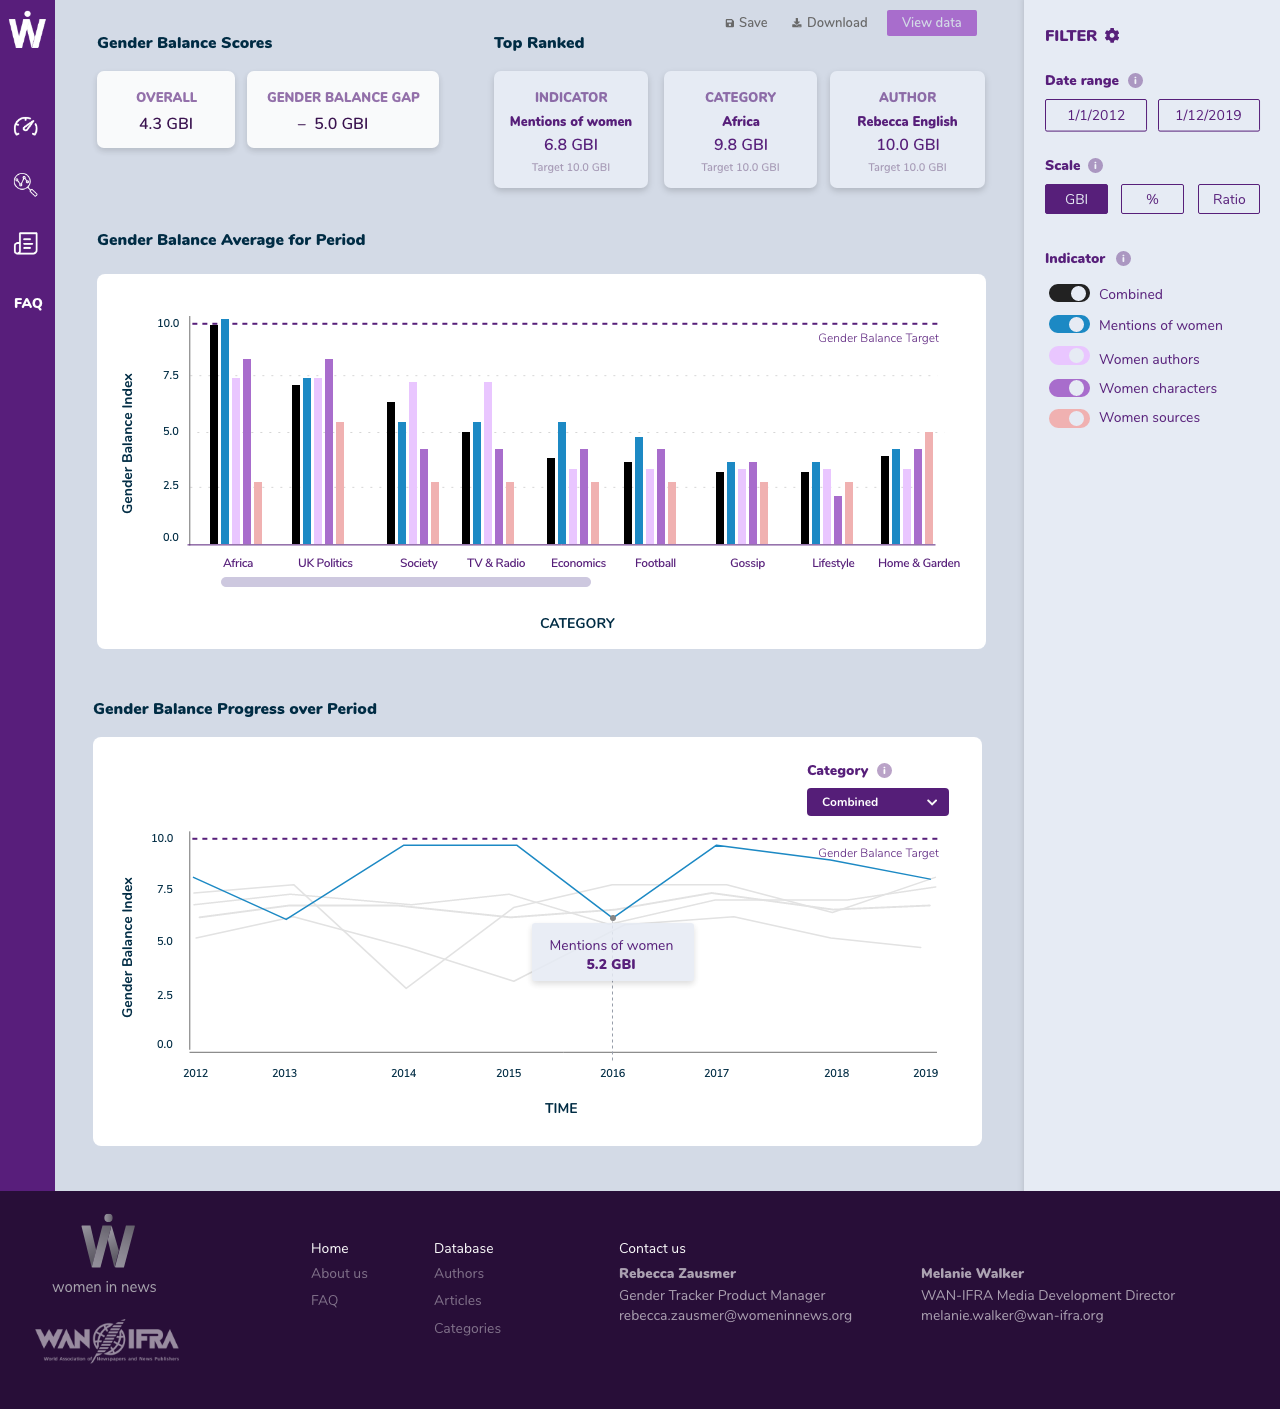 Save
Download
View data
Gender Balance Scores
Top Ranked
OVERALL
4.3 GBI
GENDER BALANCE GAP
– 5.0 GBI
INDICATOR
Mentions of women
6.8 GBI
Target 10.0 GBI
CATEGORY
Africa
9.8 GBI
Target 10.0 GBI
AUTHOR
Rebecca English
10.0 GBI
Target 10.0 GBI
FAQ
Gender Balance Average for Period
Gender Balance Index
10.0
7.5
5.0
2.5
0.0
Gender Balance Target
Africa
UK Politics
Society
TV & Radio
Economics
Football
Gossip
Lifestyle
Home & Garden
CATEGORY
Gender Balance Progress over Period
Category
Combined
Gender Balance Index
10.0
7.5
5.0
2.5
0.0
Gender Balance Target
Mentions of women
5.2 GBI
2012
2013
2014
2015
2016
2017
2018
2019
TIME
FILTER
Date range
1/1/2012
1/12/2019
Scale
GBI
%
Ratio
Indicator
Combined
Mentions of women
Women authors
Women characters
Women sources
women in news
WAN IFRA
World Association of Newspapers and News Publishers
Home
About us
FAQ
Database
Authors
Articles
Categories
Contact us
Rebecca Zausmer
Gender Tracker Product Manager
rebecca.zausmer@womeninnews.org
Melanie Walker
WAN-IFRA Media Development Director
melanie.walker@wan-ifra.org